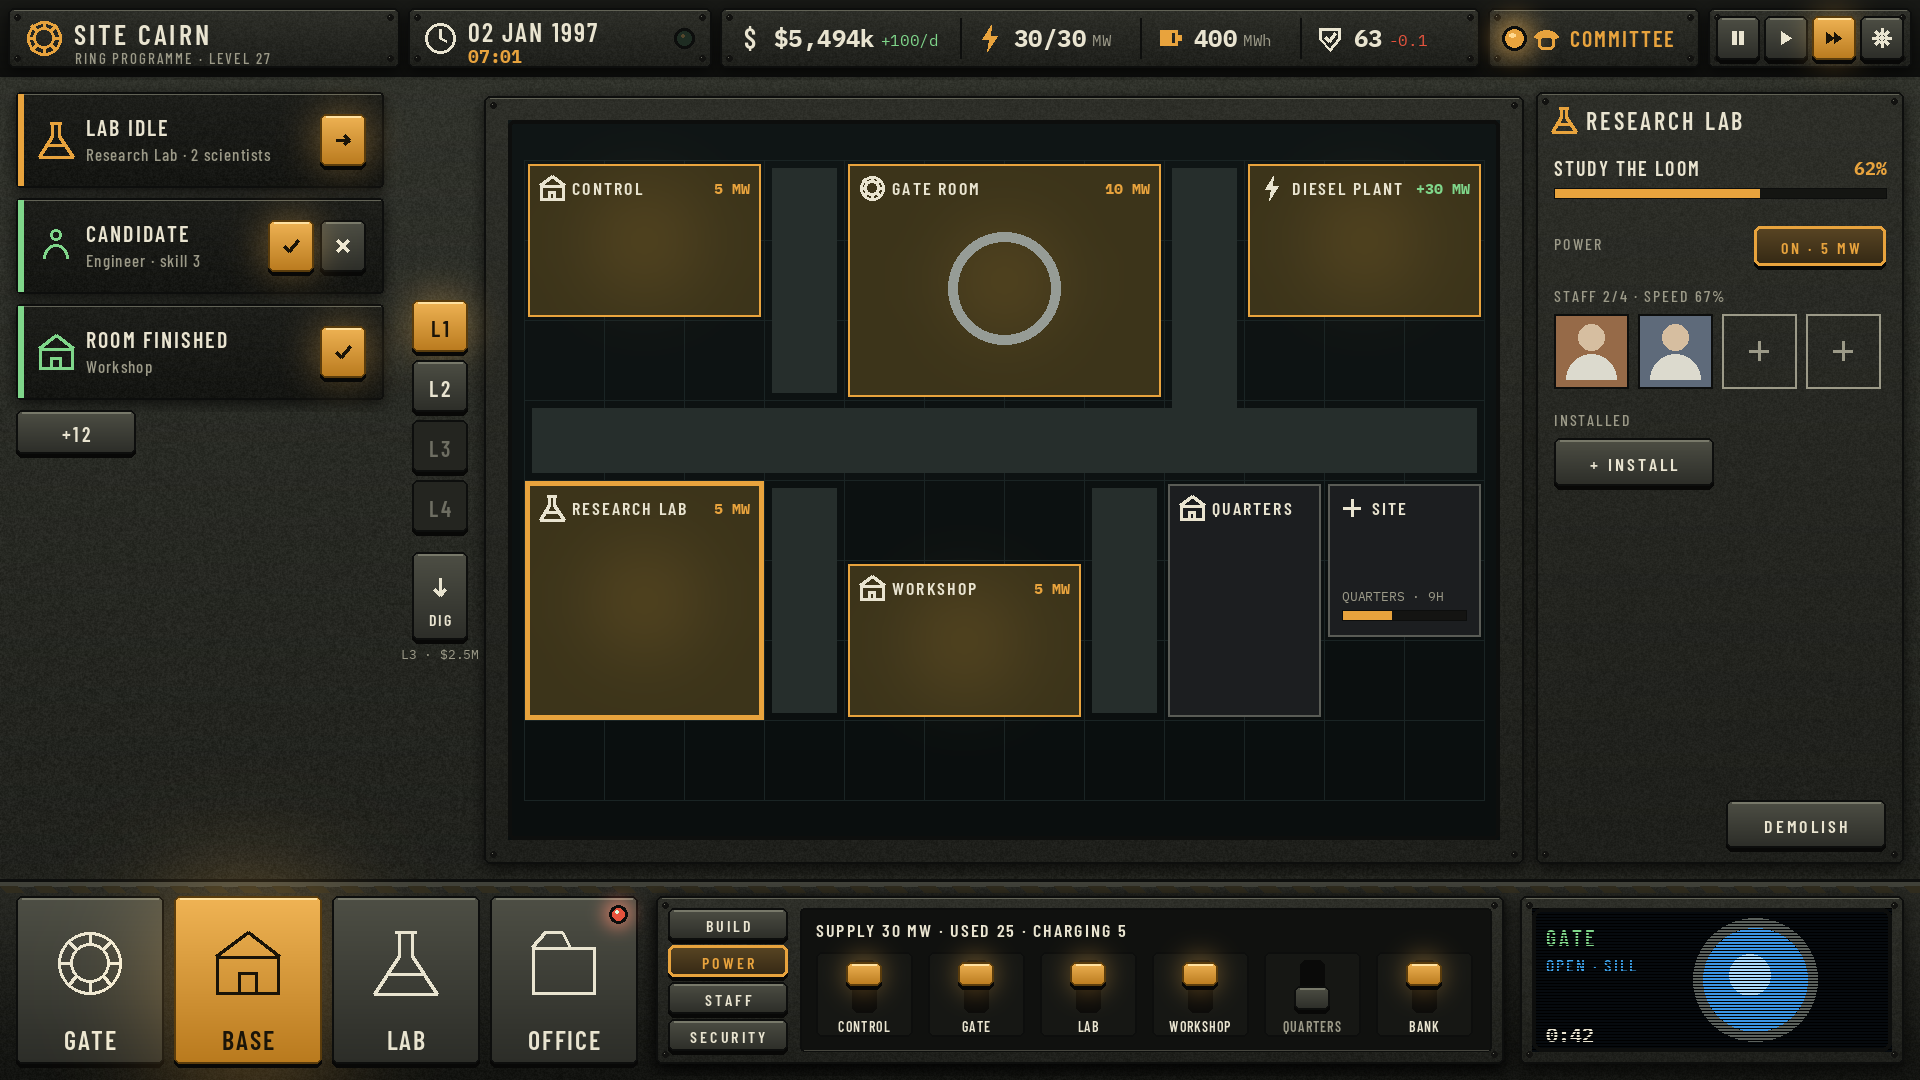 SITE CAIRN
RING PROGRAMME · LEVEL 27
02 JAN 1997
07:01
$ $5,494k +100/d
30/30 MW
400 MWh
63 -0.1
COMMITTEE
LAB IDLE
Research Lab · 2 scientists
CANDIDATE
Engineer · skill 3
ROOM FINISHED
Workshop
+12
L1
L2
L3
L4
DIG
L3 · $2.5M
CONTROL 5 MW
GATE ROOM 10 MW
DIESEL PLANT +30 MW
RESEARCH LAB 5 MW
WORKSHOP 5 MW
QUARTERS
SITE
QUARTERS · 9H
RESEARCH LAB
STUDY THE LOOM 62%
POWER ON · 5 MW
STAFF 2/4 · SPEED 67%
INSTALLED
+ INSTALL
DEMOLISH
GATE
BASE
LAB
OFFICE
BUILD
POWER
STAFF
SECURITY
SUPPLY 30 MW · USED 25 · CHARGING 5
CONTROL
GATE
LAB
WORKSHOP
QUARTERS
BANK
GATE
OPEN · SILL
0:42